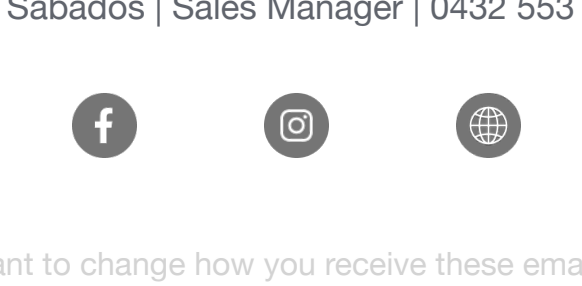 Sabados | Sales Manager | 0432 553
ant to change how you receive these ema